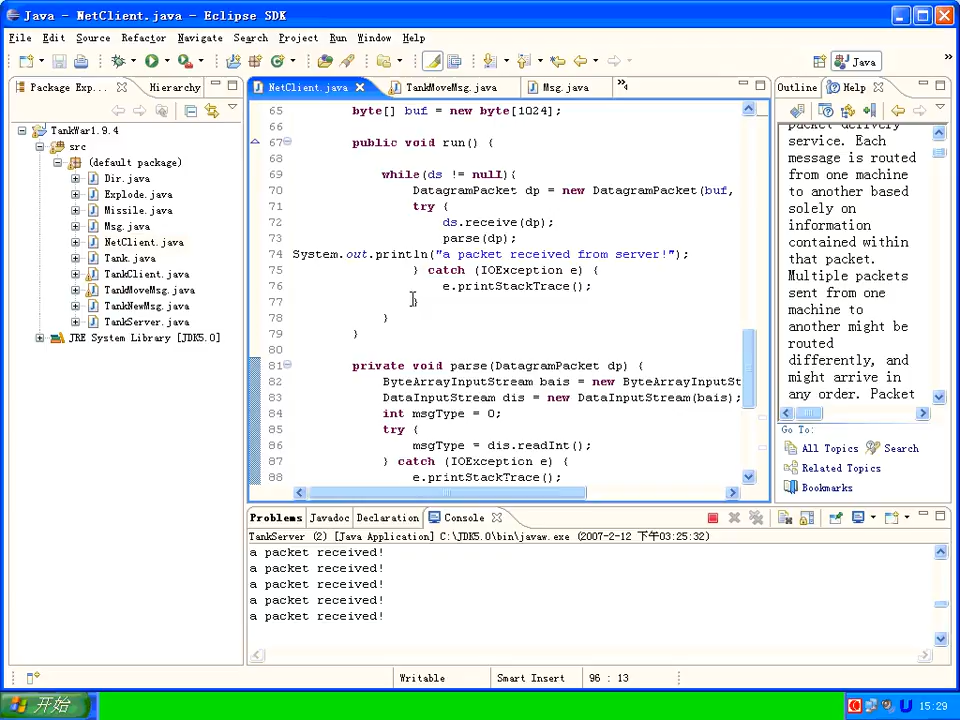 Java - NetClient.java - Eclipse SDK
File Edit Source Refactor Navigate Search Project Run Window Help
Java
Package Exp... Hierarchy
NetClient.java TankMoveMsg.java Msg.java
4
Outline Help
TankWar1.9.4
src
(default package)
Dir.java
Explode.java
Missile.java
Msg.java
NetClient.java
Tank.java
TankClient.java
TankMoveMsg.java
TankNewMsg.java
TankServer.java
JRE System Library [JDK5.0]
65 byte[] buf = new byte[1024];
66
67 public void run() {
68
69 while(ds != null){
70 DatagramPacket dp = new DatagramPacket(buf,
71 try {
72 ds.receive(dp);
73 parse(dp);
74 System.out.println("a packet received from server!");
75 } catch (IOException e) {
76 e.printStackTrace();
77 }
78 }
79 }
80
81 private void parse(DatagramPacket dp) {
82 ByteArrayInputStream bais = new ByteArrayInputSt
83 DataInputStream dis = new DataInputStream(bais);
84 int msgType = 0;
85 try {
86 msgType = dis.readInt();
87 } catch (IOException e) {
88 e.printStackTrace();
packet delivery
service. Each
message is routed
from one machine
to another based
solely on
information
contained within
that packet.
Multiple packets
sent from one
machine to
another might be
routed
differently, and
might arrive in
any order. Packet
Go To:
All Topics Search
Related Topics
Bookmarks
Problems Javadoc Declaration Console
TankServer (2) [Java Application] C:\JDK5.0\bin\javaw.exe (2007-2-12 下午03:25:32)
a packet received!
a packet received!
a packet received!
a packet received!
a packet received!
Writable Smart Insert 96 : 13
开始
15:29